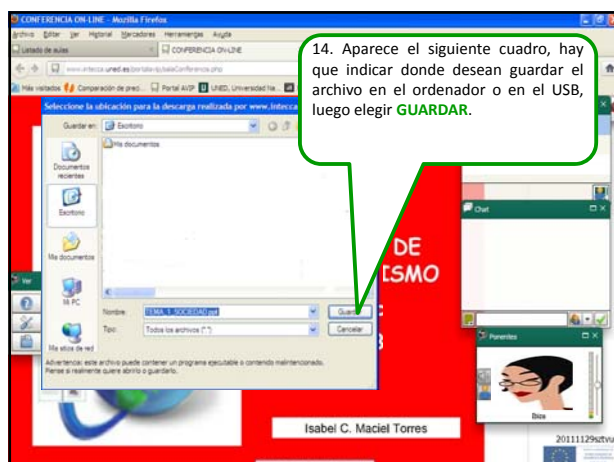 CONFERENCIA ON-LINE - Mozilla Firefox
Archivo Editar Ver Historial Marcadores Herramientas Ayuda
Listado de aulas
CONFERENCIA ON-LINE
Más visitados Comparación de pred... Portal AVIP UNED, Universidad Na...
Seleccione la ubicación para la descarga realizada por www.intecca
14. Aparece el siguiente cuadro, hay
que indicar donde desean guardar el
archivo en el ordenador o en el USB,
luego elegir GUARDAR.
Guardar en: Escritorio
Mis documentos
Documentos
recientes
Escritorio
Mis documentos
Mi PC
Mis sitios de red
Nombre: TEMA_1_SOCIEDAD.ppt
Guardar
Tipo: Todos los archivos (*.*)
Cancelar
Advertencia: este archivo puede contener un programa ejecutable o contenido malintencionado.
Piense si realmente quiere abrirlo o guardarlo.
Ver
DE
ISMO
Chat
Ponentes
Ibios
Isabel C. Maciel Torres